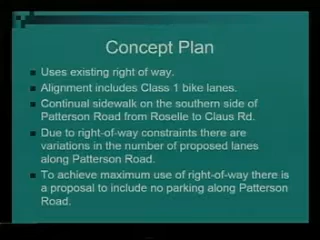 Concept Plan
Uses existing right of way.
Alignment includes Class 1 bike lanes.
Continual sidewalk on the southern side of
Patterson Road from Roselle to Claus Rd.
Due to right-of-way constraints there are
variations in the number of proposed lanes
along Patterson Road.
To achieve maximum use of right-of-way there is
a proposal to include no parking along Patterson
Road.